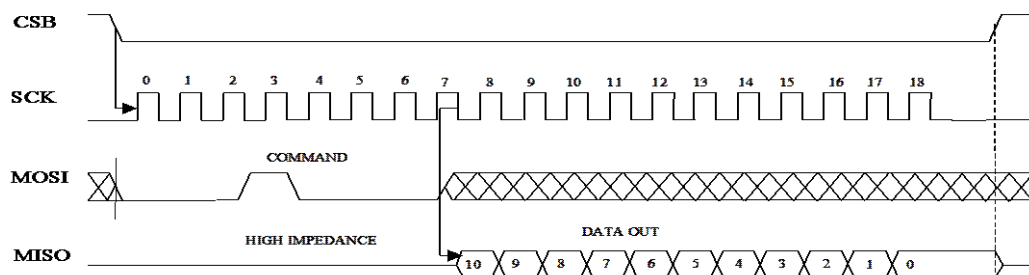 CSB
0 1 2 3 4 5 6 7 8 9 10 11 12 13 14 15 16 17 18
SCK
COMMAND
MOSI
HIGH IMPEDANCE
DATA OUT
MISO
10 9 8 7 6 5 4 3 2 1 0